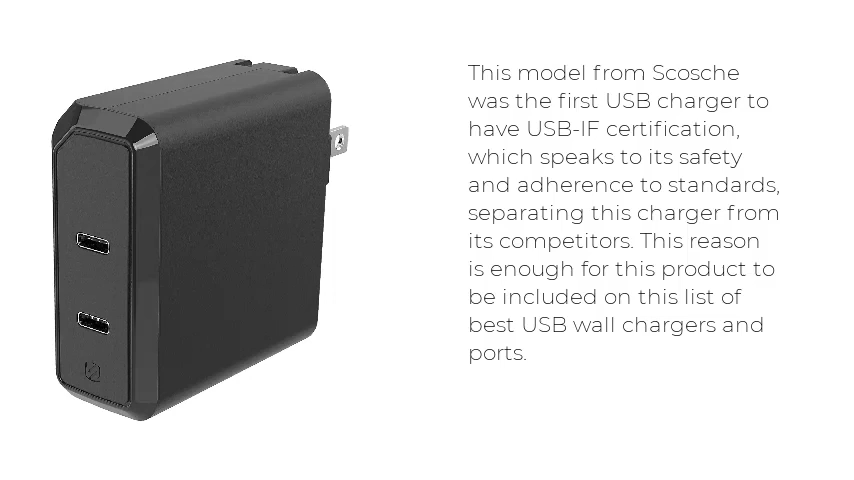 This model from Scosche
was the first USB charger to
have USB-IF certification,
which speaks to its safety
and adherence to standards,
separating this charger from
its competitors. This reason
is enough for this product to
be included on this list of
best USB wall chargers and
ports.